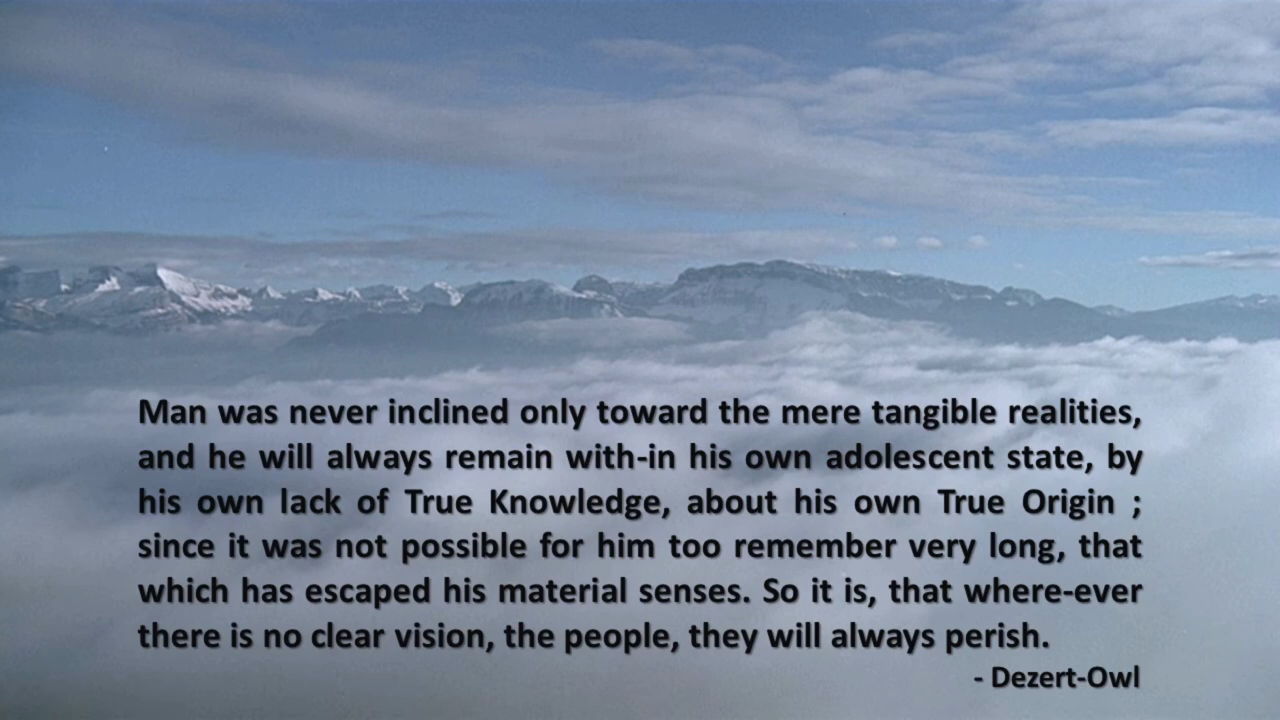 Man was never inclined only toward the mere tangible realities,
and he will always remain with-in his own adolescent state, by
his own lack of True Knowledge, about his own True Origin ;
since it was not possible for him too remember very long, that
which has escaped his material senses. So it is, that where-ever
there is no clear vision, the people, they will always perish.
- Dezert-Owl